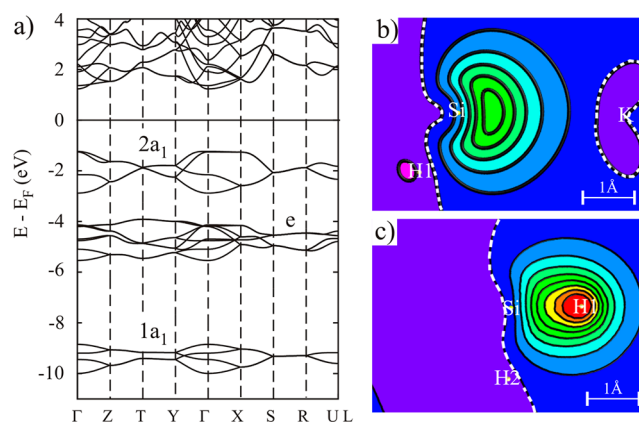 a)
E - E_F (eV)
4
2
0
-2
-4
-6
-8
-10
2a₁
e
1a₁
Γ Z T Y Γ X S R U L
b)
Si
K
H1
1Å
c)
Si
H1
H2
1Å